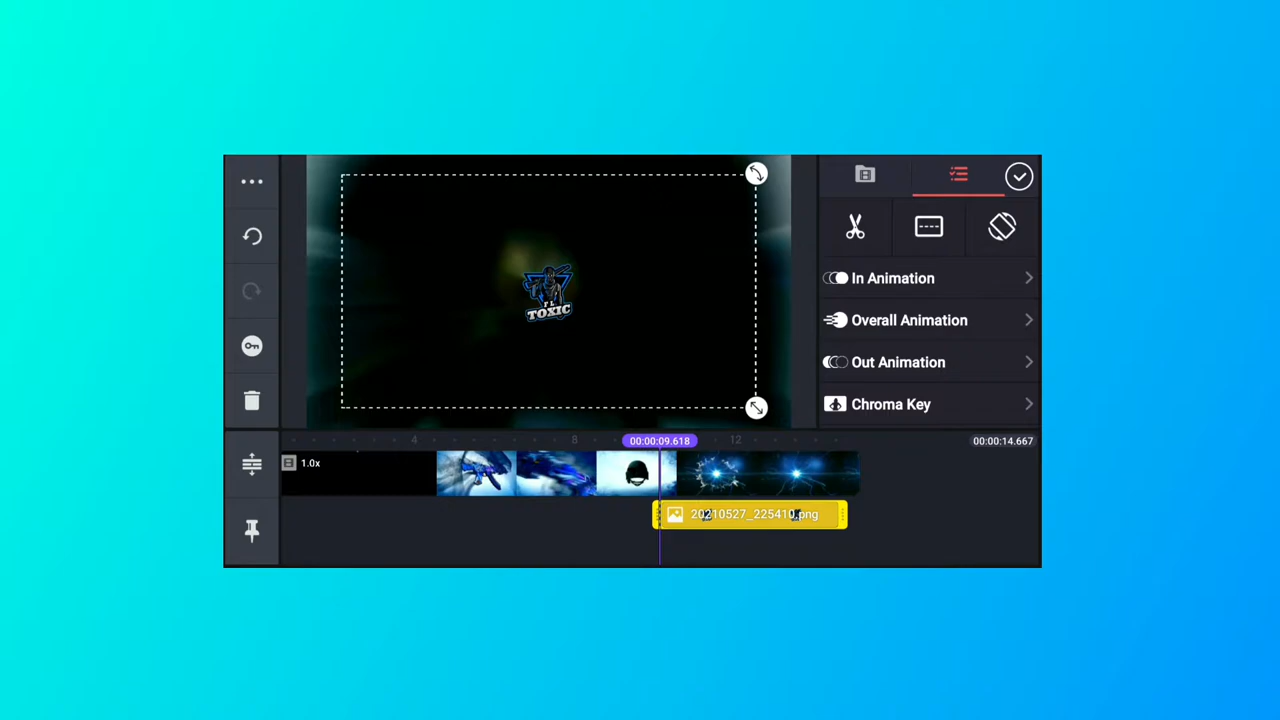 TOXIC
In Animation
Overall Animation
Out Animation
Chroma Key
4
8
00:00:09.618
12
00:00:14.667
1.0x
20210527_225410.png